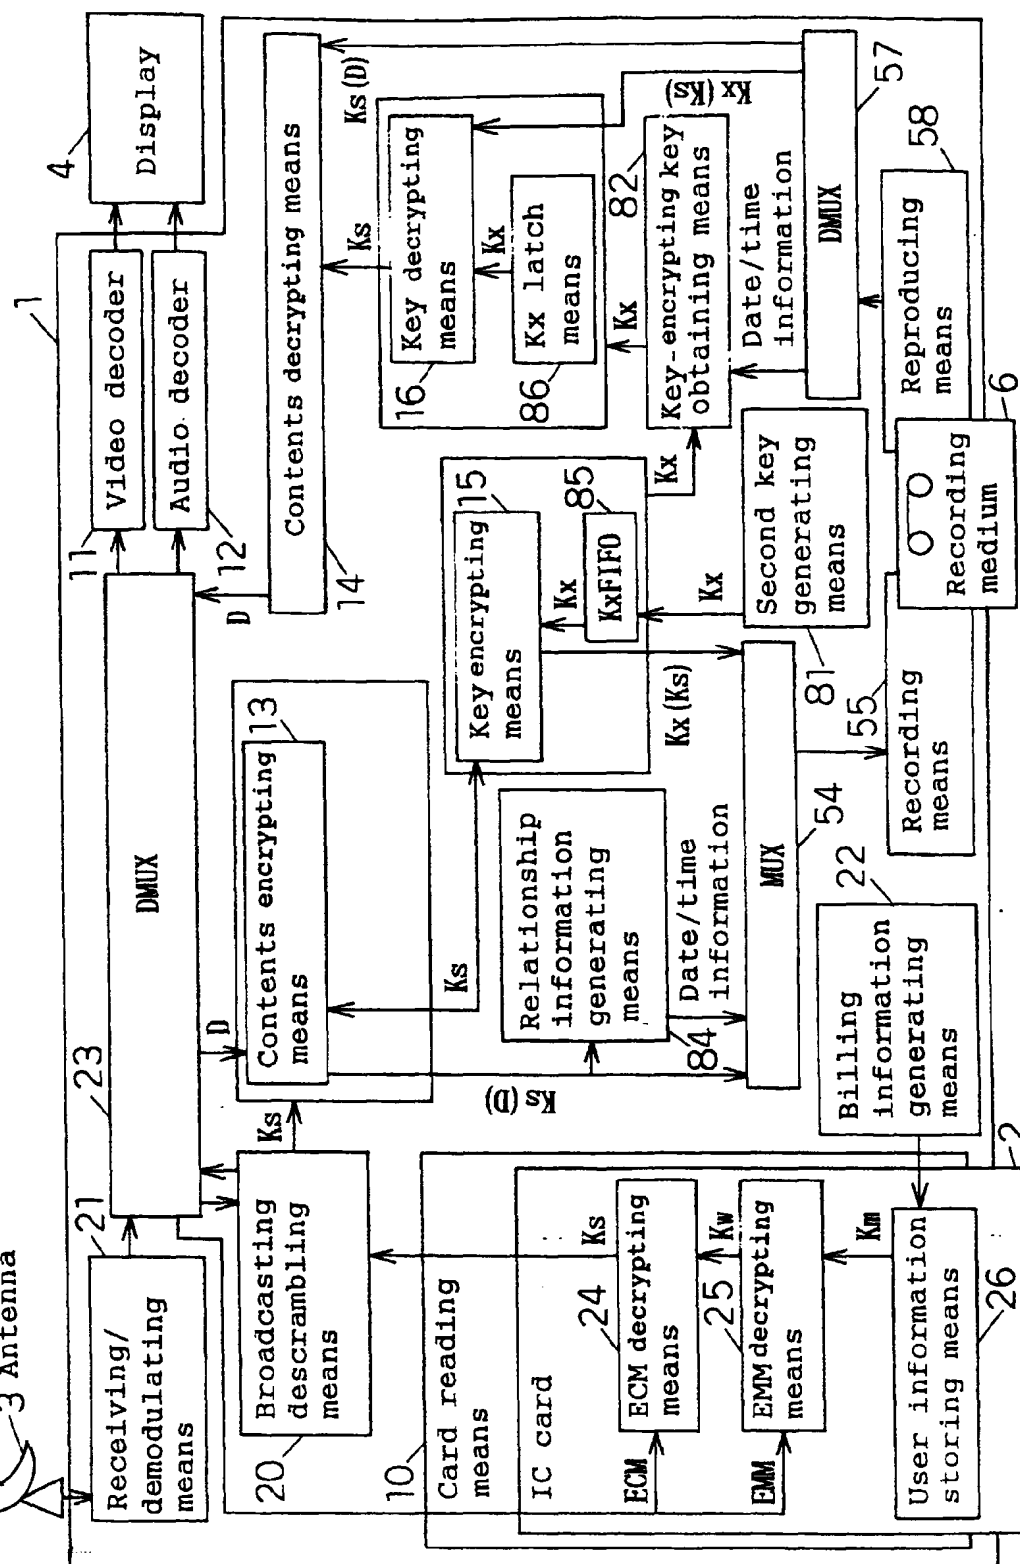 3 Antenna
1
21
Receiving/
demodulating
means
23
DMUX
11
Video decoder
12
Audio decoder
4
Display
20
Broadcasting
descrambling
means
Ks
D
13
Contents encrypting
means
D
14
Contents decrypting means
Ks(D)
Ks
Ks(D)
10
Card reading
means
Ks
IC card
ECM
24
ECM decrypting
means
Kw
EMM
25
EMM decrypting
means
Km
User information
storing means
26
2
Relationship
information
generating
means
84
Date/time
information
15
Key encrypting
means
Kx
85
KxFIFO
Kx
Kx(Ks)
Kx
16
Key decrypting
means
Kx
86
Kx latch
means
Kx
Kx(Ks)
82
Key-encrypting key
obtaining means
Date/time
information
MUX
54
Second key
generating
means
81
DMUX
57
22
Billing
information
generating
means
55
Recording
means
Recording
medium
6
Reproducing
means
58